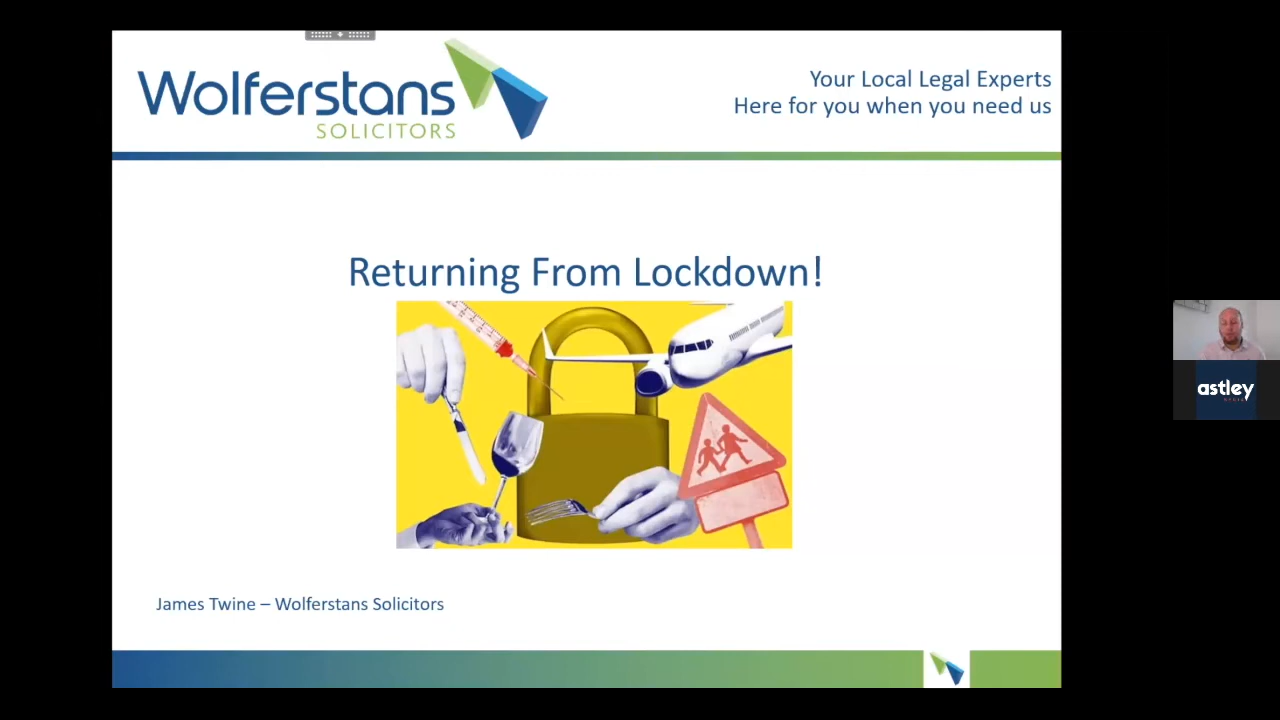 Wolferstans
SOLICITORS
Your Local Legal Experts
Here for you when you need us
Returning From Lockdown!
James Twine – Wolferstans Solicitors
astley